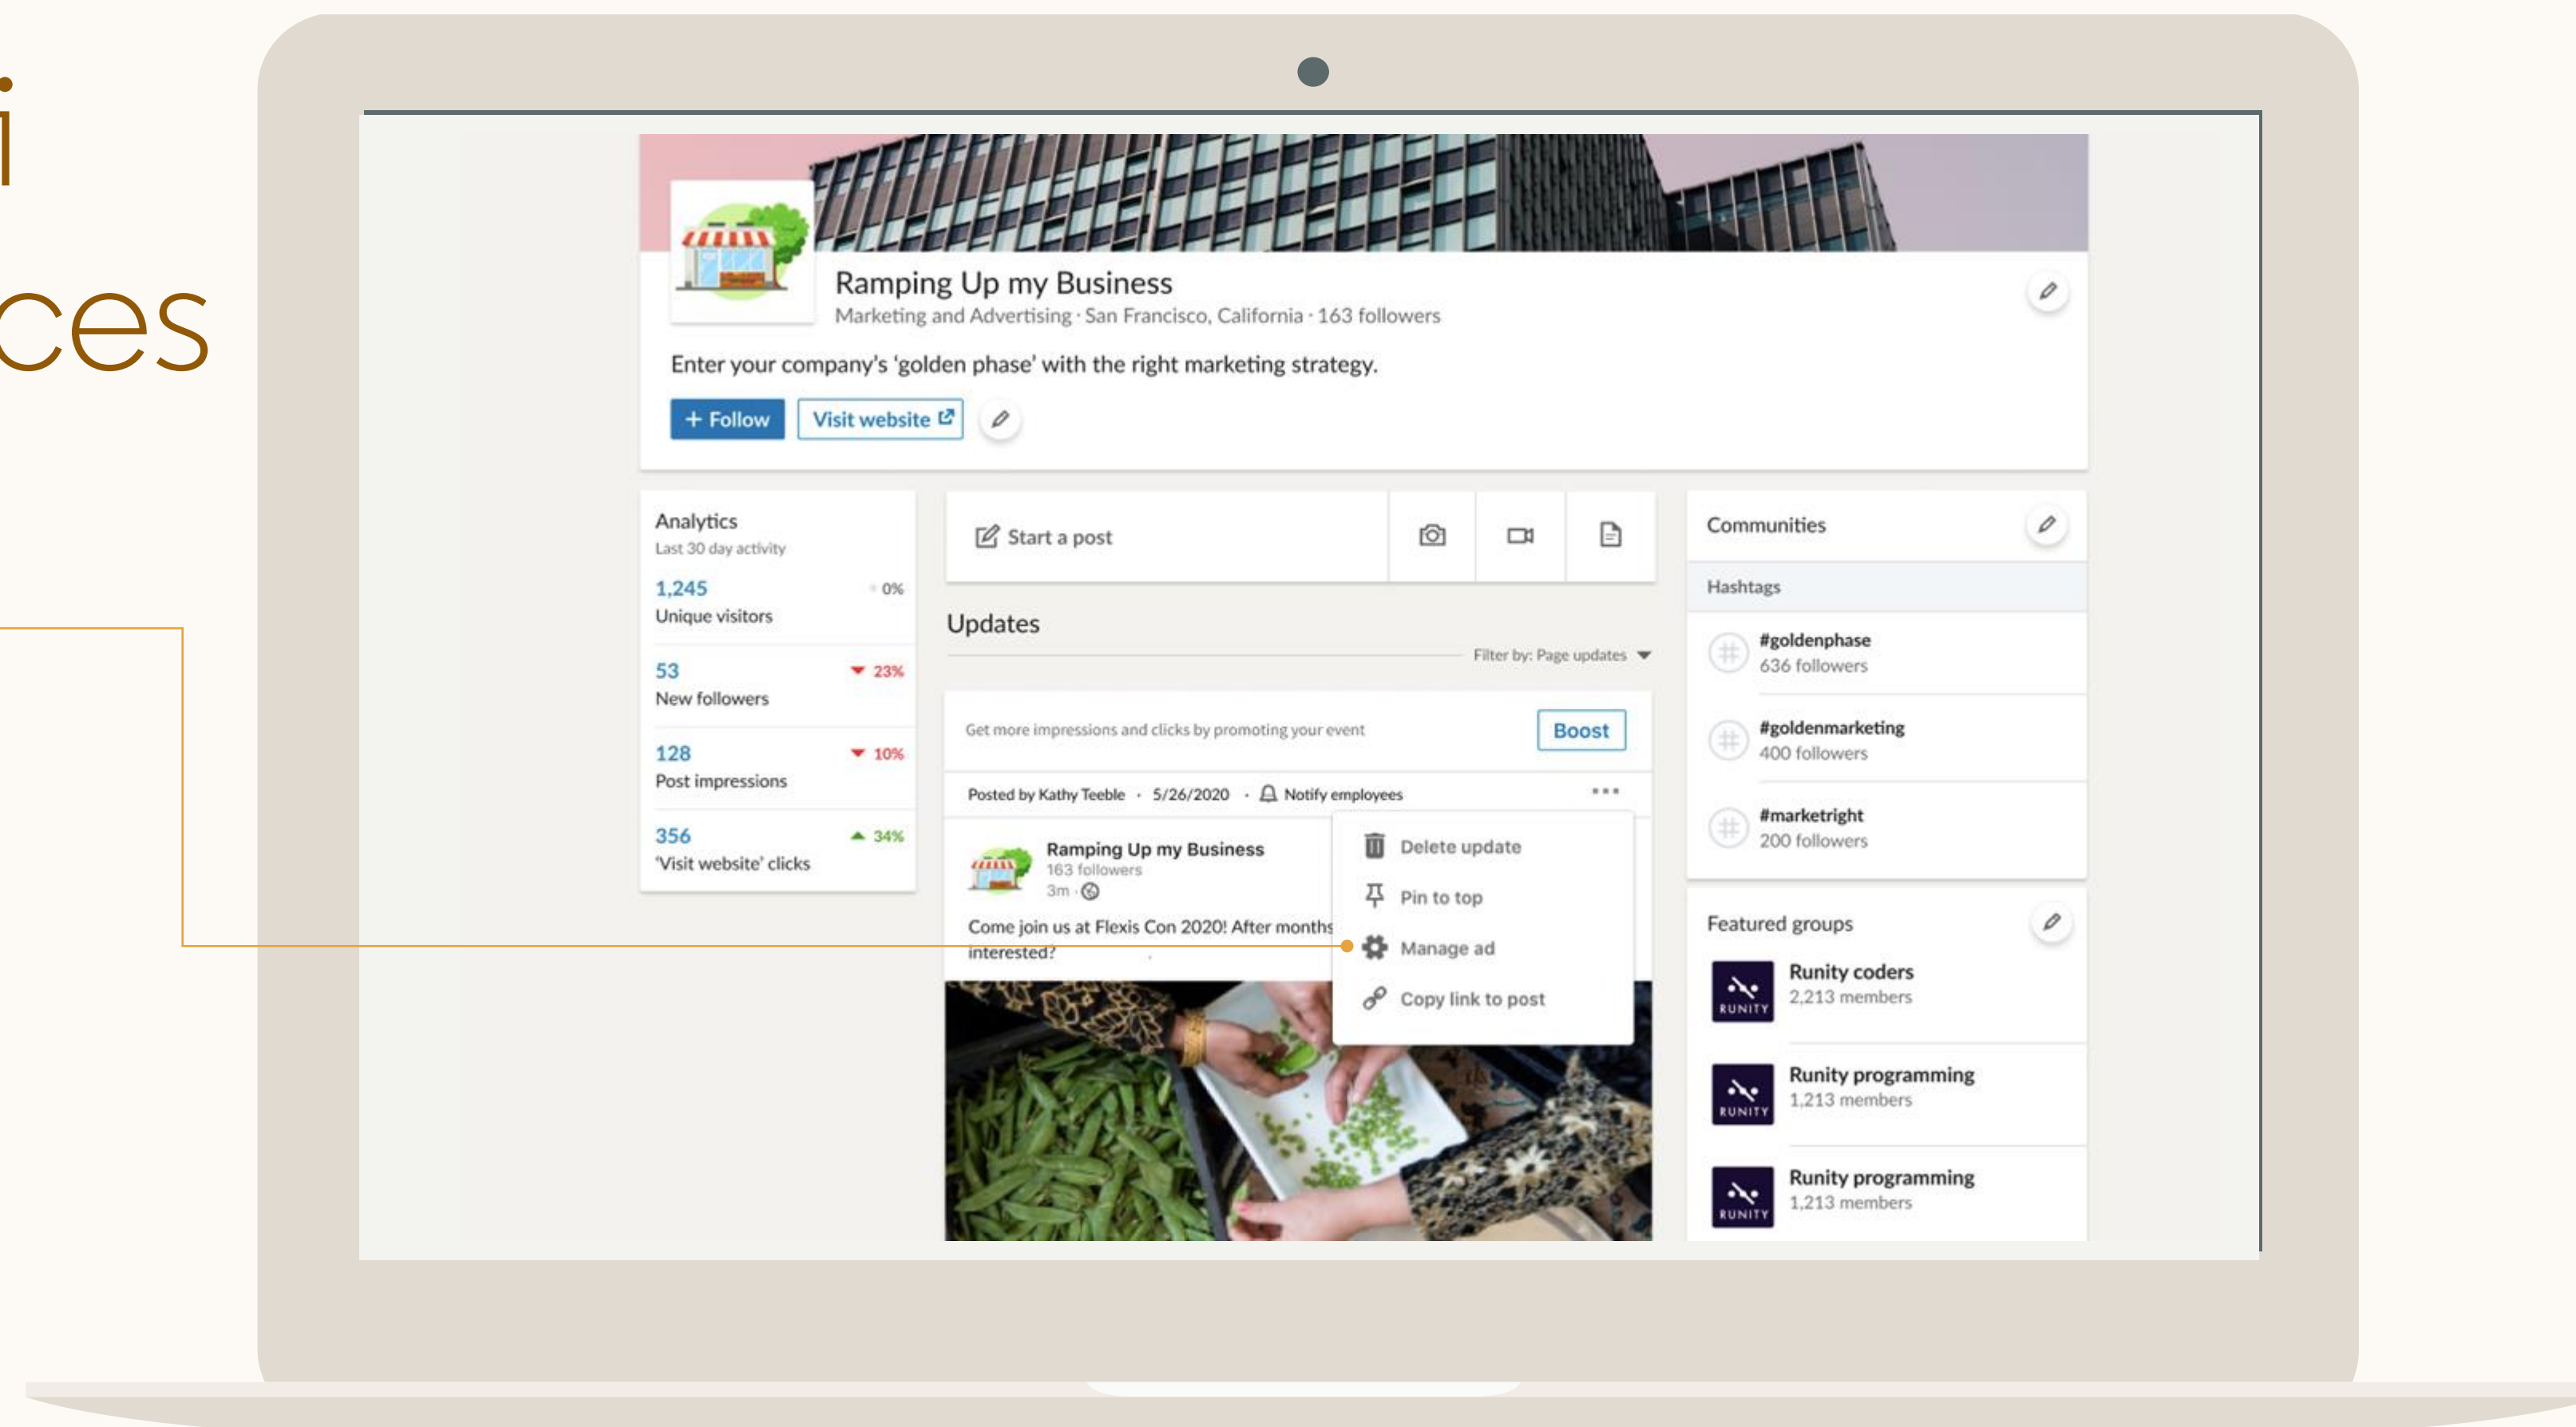 i
ces
Ramping Up my Business
Marketing and Advertising · San Francisco, California · 163 followers
Enter your company's 'golden phase' with the right marketing strategy.
+ Follow
Visit website
Analytics
Last 30 day activity
1,245
0%
Unique visitors
53
23%
New followers
128
10%
Post impressions
356
34%
'Visit website' clicks
Start a post
Updates
Filter by: Page updates
Get more impressions and clicks by promoting your event
Boost
Posted by Kathy Teeble · 5/26/2020 · Notify employees
Ramping Up my Business
163 followers
3m ·
Come join us at Flexis Con 2020! After months
interested?
Delete update
Pin to top
Manage ad
Copy link to post
Communities
Hashtags
#goldenphase
636 followers
#goldenmarketing
400 followers
#marketright
200 followers
Featured groups
RUNITY
Runity coders
2,213 members
RUNITY
Runity programming
1,213 members
RUNITY
Runity programming
1,213 members